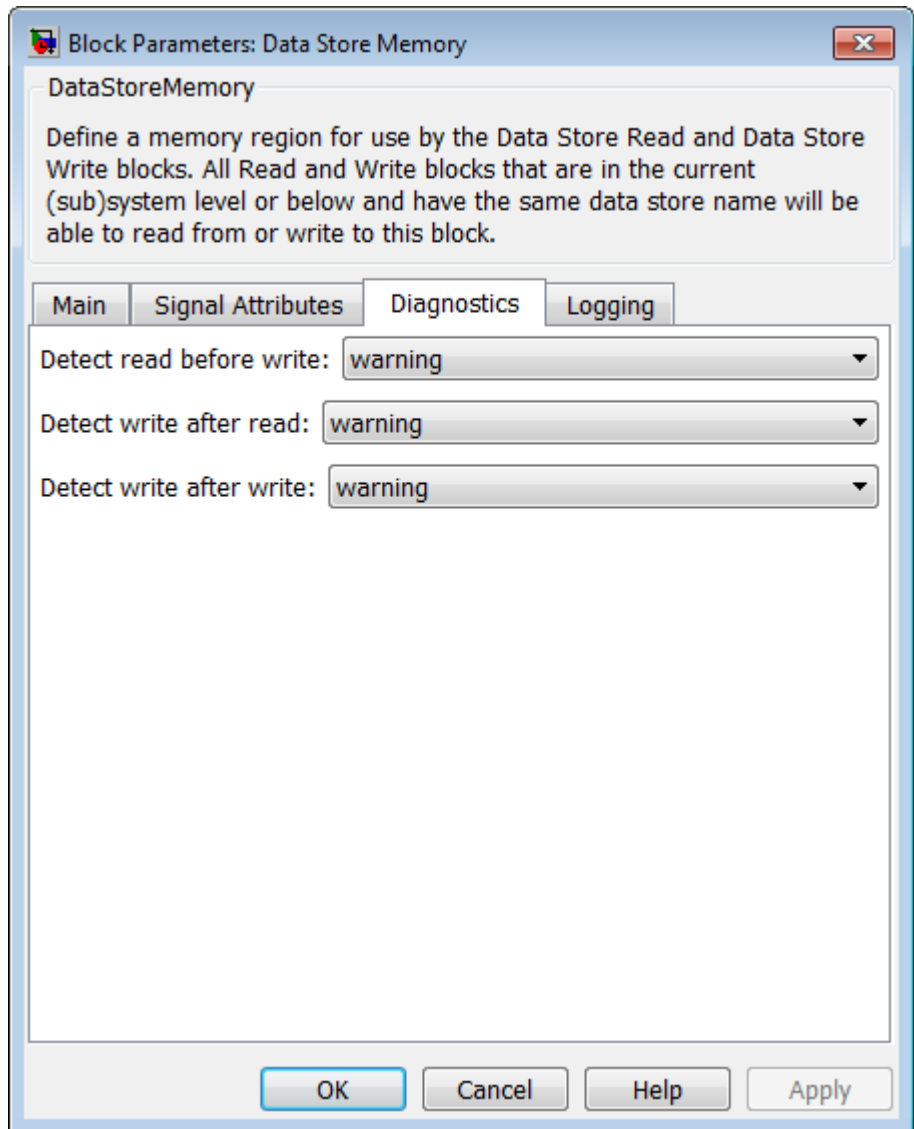 Block Parameters: Data Store Memory
DataStoreMemory
Define a memory region for use by the Data Store Read and Data Store
Write blocks. All Read and Write blocks that are in the current
(sub)system level or below and have the same data store name will be
able to read from or write to this block.
Main Signal Attributes Diagnostics Logging
Detect read before write: warning
Detect write after read: warning
Detect write after write: warning
OK Cancel Help Apply